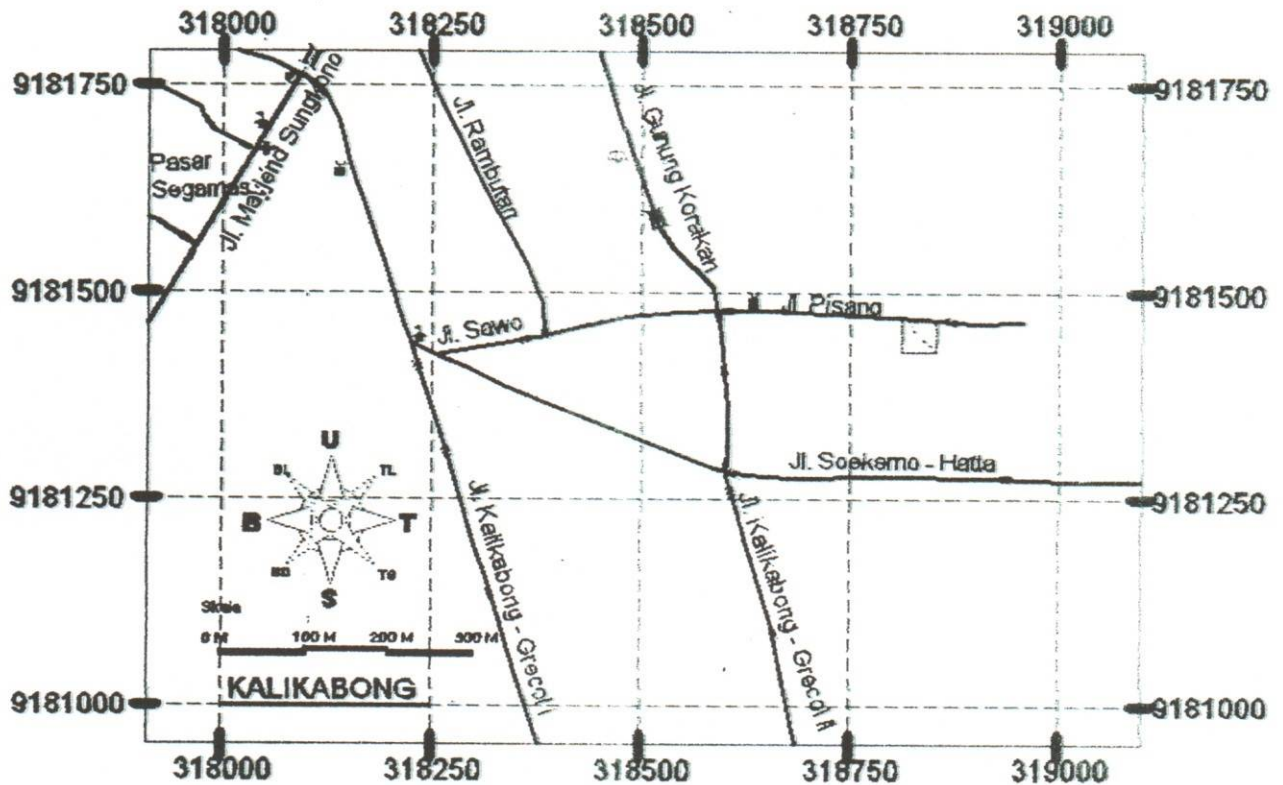 318000 318250 318500 318750 319000
9181750 9181750
Jl. Mayjend Sungkono
Jl. Rambutan
Jl. Gunung Korakan
Pasar
Segamas
9181500 9181500
Jl. Sawo
Jl. Pisang
U
BL TL
Jl. Soekarno - Hatta
9181250 9181250
B T
Jl. Kalikabong - Grecol I
Jl. Kalikabong - Grecol II
TG
S
Skala
0 M 100 M 200 M 300 M
KALIKABONG
9181000 9181000
318000 318250 318500 318750 319000